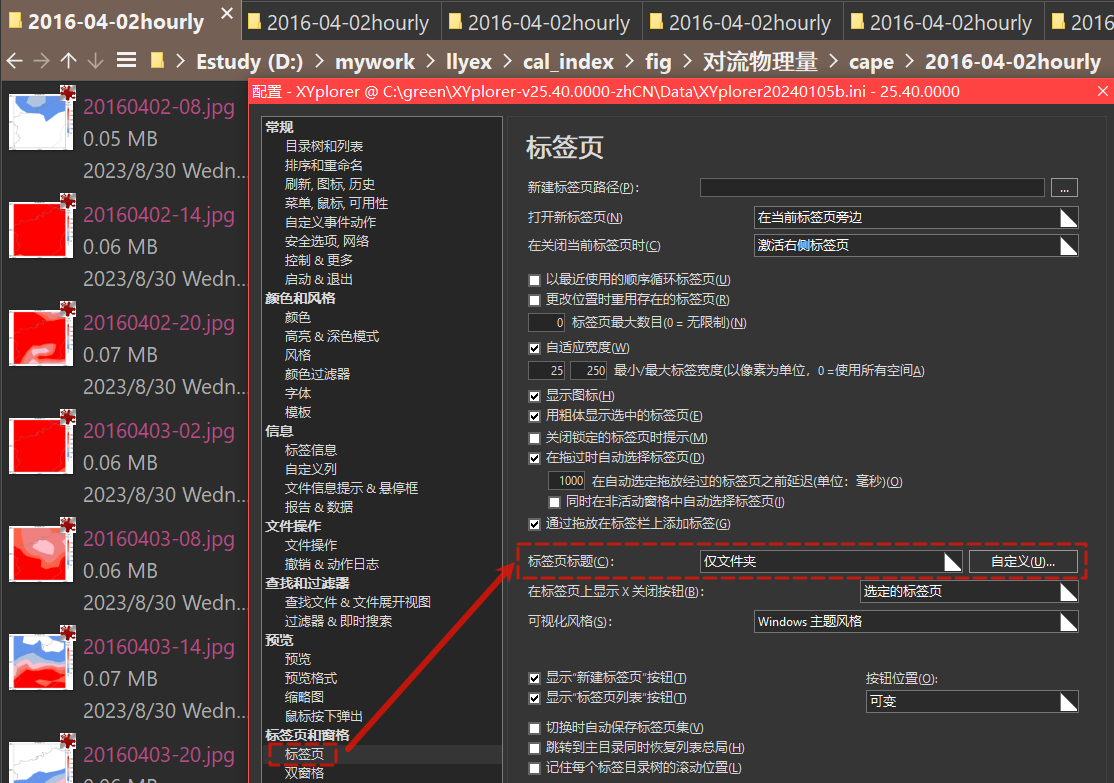 2016-04-02hourly
2016-04-02hourly
2016-04-02hourly
2016-04-02hourly
2016-04-02hourly
2016
Estudy (D:) > mywork > llyex > cal_index > fig > 对流物理量 > cape > 2016-04-02hourly
20160402-08.jpg
0.05 MB
2023/8/30 Wedn...
20160402-14.jpg
0.06 MB
2023/8/30 Wedn...
20160402-20.jpg
0.07 MB
2023/8/30 Wedn...
20160403-02.jpg
0.06 MB
2023/8/30 Wedn...
20160403-08.jpg
0.06 MB
2023/8/30 Wedn...
20160403-14.jpg
0.07 MB
2023/8/30 Wedn...
20160403-20.jpg
配置 - XYplorer @ C:\green\XYplorer-v25.40.0000-zhCN\Data\XYplorer20240105b.ini - 25.40.0000
常规
目录树和列表
排序和重命名
刷新, 图标, 历史
菜单, 鼠标, 可用性
自定义事件动作
安全选项, 网络
控制 & 更多
启动 & 退出
颜色和风格
颜色
高亮 & 深色模式
风格
颜色过滤器
字体
模板
信息
标签信息
自定义列
文件信息提示 & 悬停框
报告 & 数据
文件操作
文件操作
撤销 & 动作日志
查找和过滤器
查找文件 & 文件展开视图
过滤器 & 即时搜索
预览
预览
预览格式
缩略图
鼠标按下弹出
标签页和窗格
标签页
双窗格
标签页
新建标签页路径(P):
...
打开新标签页(N)
在当前标签页旁边
在关闭当前标签页时(C)
激活右侧标签页
以最近使用的顺序循环标签页(U)
更改位置时重用存在的标签页(R)
0 标签页最大数目(0 = 无限制)(N)
自适应宽度(W)
25 250 最小/最大标签宽度(以像素为单位，0 =使用所有空间A)
显示图标(H)
用粗体显示选中的标签页(E)
关闭锁定的标签页时提示(M)
在拖过时自动选择标签页(D)
1000 在自动选定拖放经过的标签页之前延迟(单位：毫秒)(O)
同时在非活动窗格中自动选择标签页(I)
通过拖放在标签栏上添加标签(G)
标签页标题(C):
仅文件夹
自定义(U)...
在标签页上显示 X 关闭按钮(B):
选定的标签页
可视化风格(S):
Windows 主题风格
显示"新建标签页"按钮(T)
按钮位置(O):
显示"标签页列表"按钮(T)
可变
切换时自动保存标签页集(V)
跳转到主目录同时恢复列表总局(H)
记住每个标签目录树的滚动位置(L)